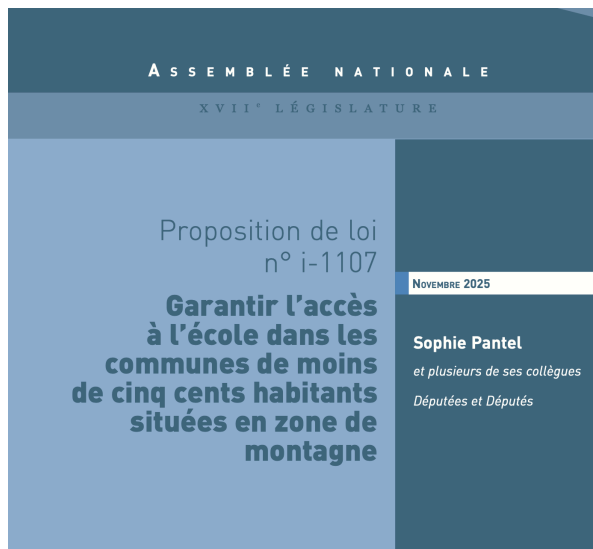 ASSEMBLÉE NATIONALE
XVII° LÉGISLATURE
Proposition de loi
n° i-1107
Garantir l’accès
à l’école dans les
communes de moins
de cinq cents habitants
situées en zone de
montagne
NOVEMBRE 2025
Sophie Pantel
et plusieurs de ses collègues
Députées et Députés